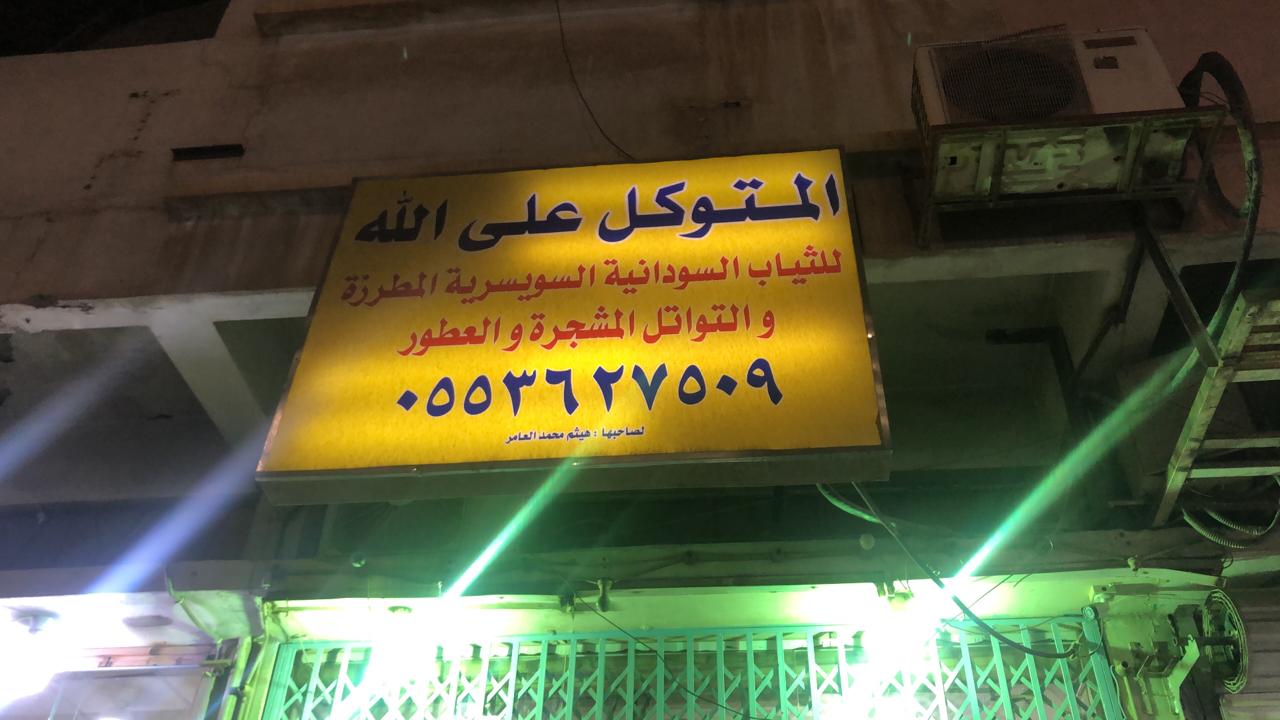 المتوكل على الله
للثياب السودانية السويسرية المطرزة
و التواتل المشجرة و العطور
٠٥٥٣٦٢٧٥٠٩
لصاحبها : هيثم محمد العامر